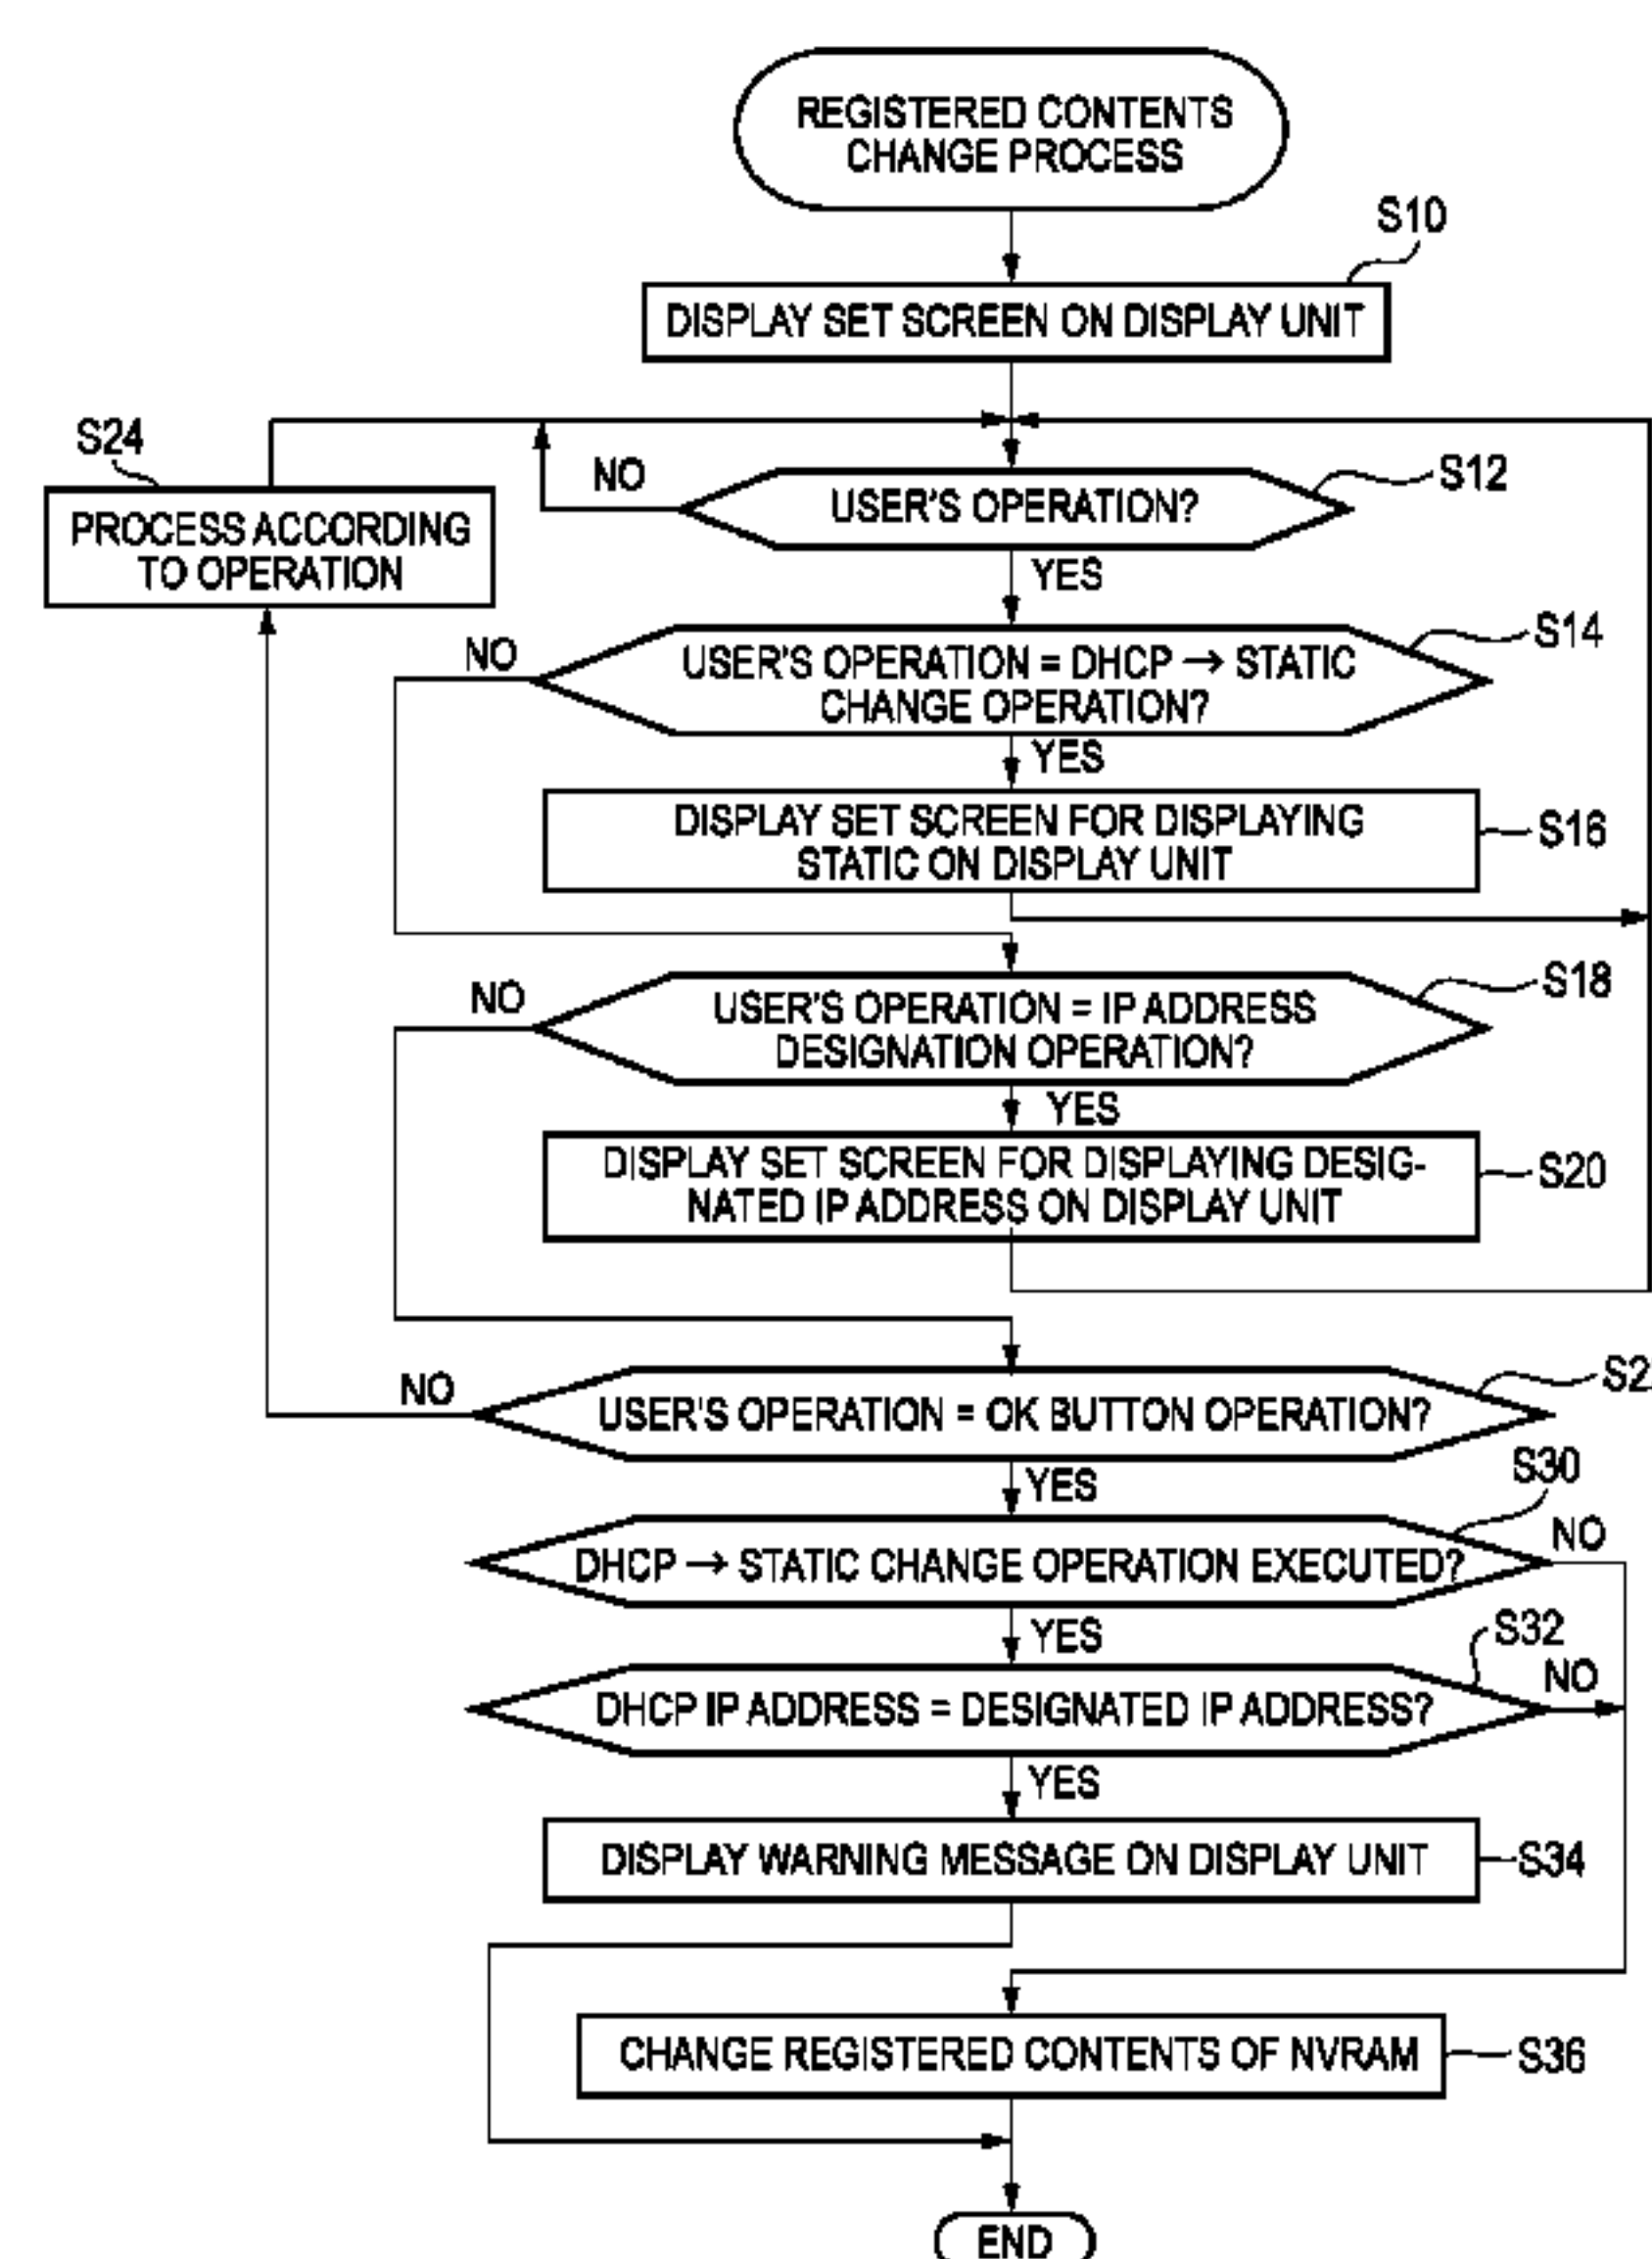 REGISTERED CONTENTS
CHANGE PROCESS
S10
DISPLAY SET SCREEN ON DISPLAY UNIT
S24
PROCESS ACCORDING
TO OPERATION
NO
USER'S OPERATION?
S12
YES
NO
USER'S OPERATION = DHCP → STATIC
CHANGE OPERATION?
S14
YES
DISPLAY SET SCREEN FOR DISPLAYING
STATIC ON DISPLAY UNIT
S16
NO
USER'S OPERATION = IP ADDRESS
DESIGNATION OPERATION?
S18
YES
DISPLAY SET SCREEN FOR DISPLAYING DESIG-
NATED IP ADDRESS ON DISPLAY UNIT
S20
NO
USER'S OPERATION = OK BUTTON OPERATION?
S2
YES
S30
DHCP → STATIC CHANGE OPERATION EXECUTED?
NO
YES
S32
DHCP IP ADDRESS = DESIGNATED IP ADDRESS?
NO
YES
DISPLAY WARNING MESSAGE ON DISPLAY UNIT
S34
CHANGE REGISTERED CONTENTS OF NVRAM
S36
END